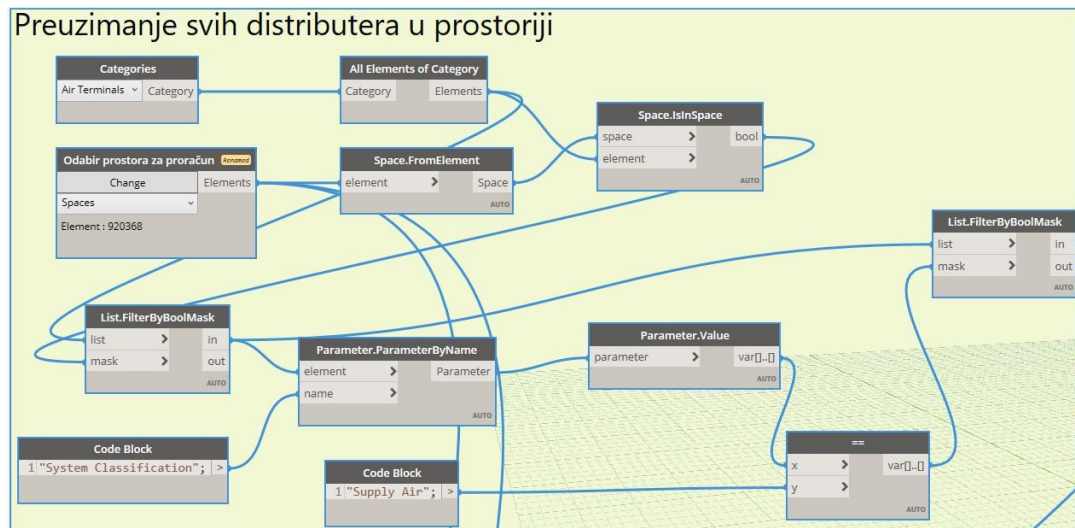 Preuzimanje svih distributera u prostoriji
Categories
Air Terminals Category
All Elements of Category
Category Elements
Space.IsInSpace
space > bool
element >
AUTO
Odabir prostora za proračun Renamed
Change Elements
Spaces
Element : 920368
Space.FromElement
element > Space
AUTO
List.FilterByBoolMask
list > in
mask > out
AUTO
List.FilterByBoolMask
list > in
mask > out
AUTO
Parameter.ParameterByName
element > Parameter
name >
AUTO
Parameter.Value
parameter > var[]..[]
AUTO
Code Block
1 "System Classification"; >
Code Block
1 "Supply Air"; >
==
x > var[]..[]
y >
AUTO